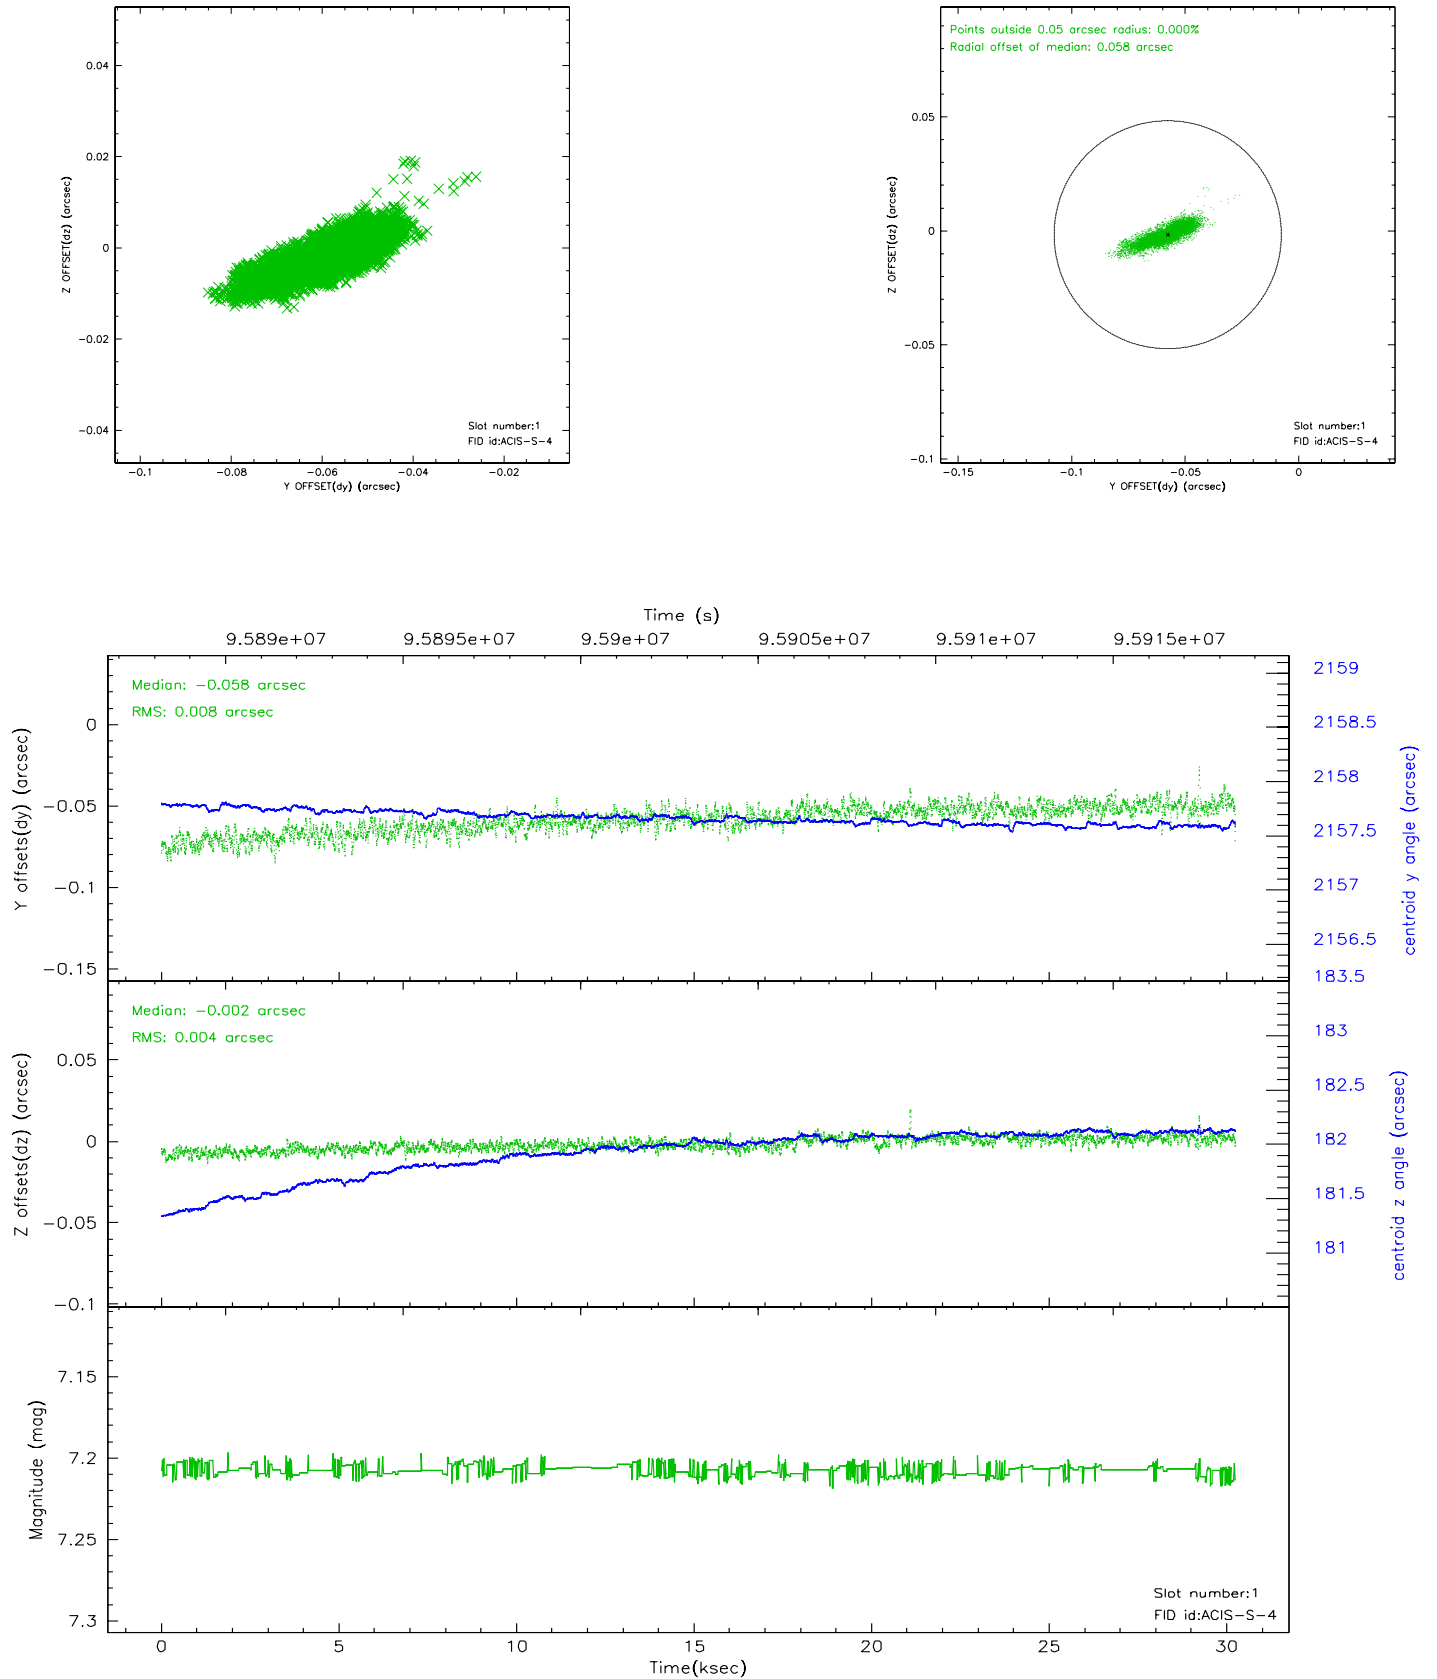 0.04
0.02
0
−0.02
−0.04
Z OFFSET(dz) (arcsec)
Slot number:1
FID id:ACIS−S−4
−0.1
−0.08
−0.06
−0.04
−0.02
Y OFFSET(dy) (arcsec)
Points outside 0.05 arcsec radius: 0.000%
Radial offset of median: 0.058 arcsec
0.05
0
−0.05
−0.1
Z OFFSET(dz) (arcsec)
Slot number:1
FID id:ACIS−S−4
−0.15
−0.1
−0.05
0
Y OFFSET(dy) (arcsec)
Time (s)
9.589e+07
9.5895e+07
9.59e+07
9.5905e+07
9.591e+07
9.5915e+07
Median: −0.058 arcsec
RMS: 0.008 arcsec
0
−0.05
−0.1
−0.15
Y offsets(dy) (arcsec)
2159
2158.5
2158
2157.5
2157
2156.5
centroid y angle (arcsec)
Median: −0.002 arcsec
RMS: 0.004 arcsec
0.05
0
−0.05
−0.1
Z offsets(dz) (arcsec)
183.5
183
182.5
182
181.5
181
centroid z angle (arcsec)
7.15
7.2
7.25
7.3
Magnitude (mag)
Slot number:1
FID id:ACIS−S−4
0
5
10
15
20
25
30
Time(ksec)